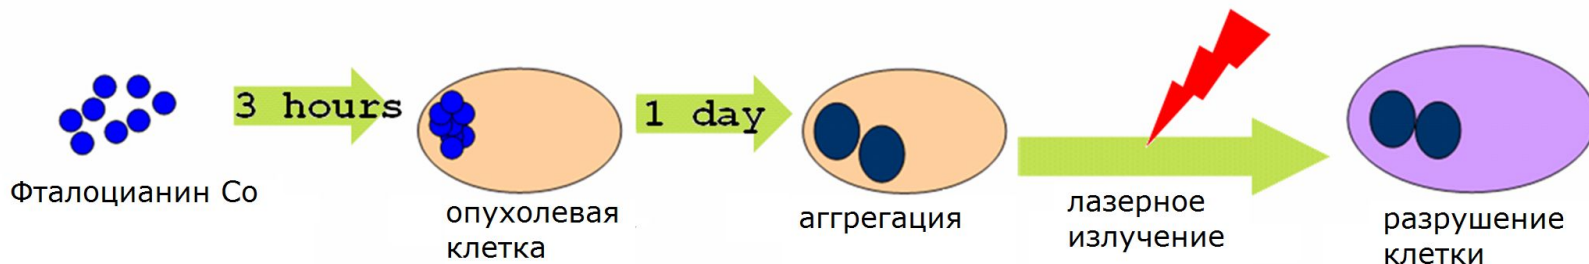 3 hours
1 day
Фталоцианин Co
опухолевая
клетка
аггрегация
лазерное
излучение
разрушение
клетки